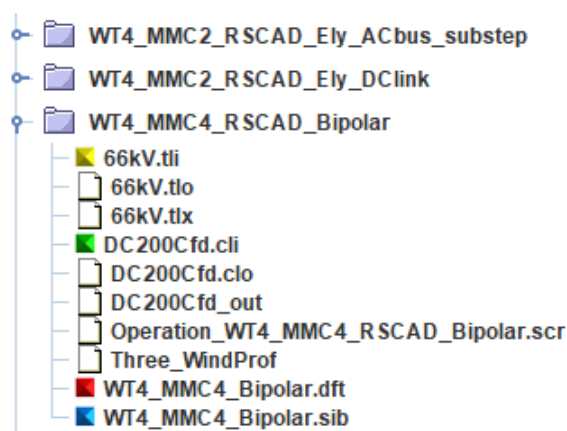 WT4_MMC2_RSCAD_Ely_ACbus_substep
WT4_MMC2_RSCAD_Ely_DClink
WT4_MMC4_RSCAD_Bipolar
66kV.tli
66kV.tlo
66kV.tlx
DC200Cfd.cli
DC200Cfd.clo
DC200Cfd_out
Operation_WT4_MMC4_RSCAD_Bipolar.scr
Three_WindProf
WT4_MMC4_Bipolar.dft
WT4_MMC4_Bipolar.sib